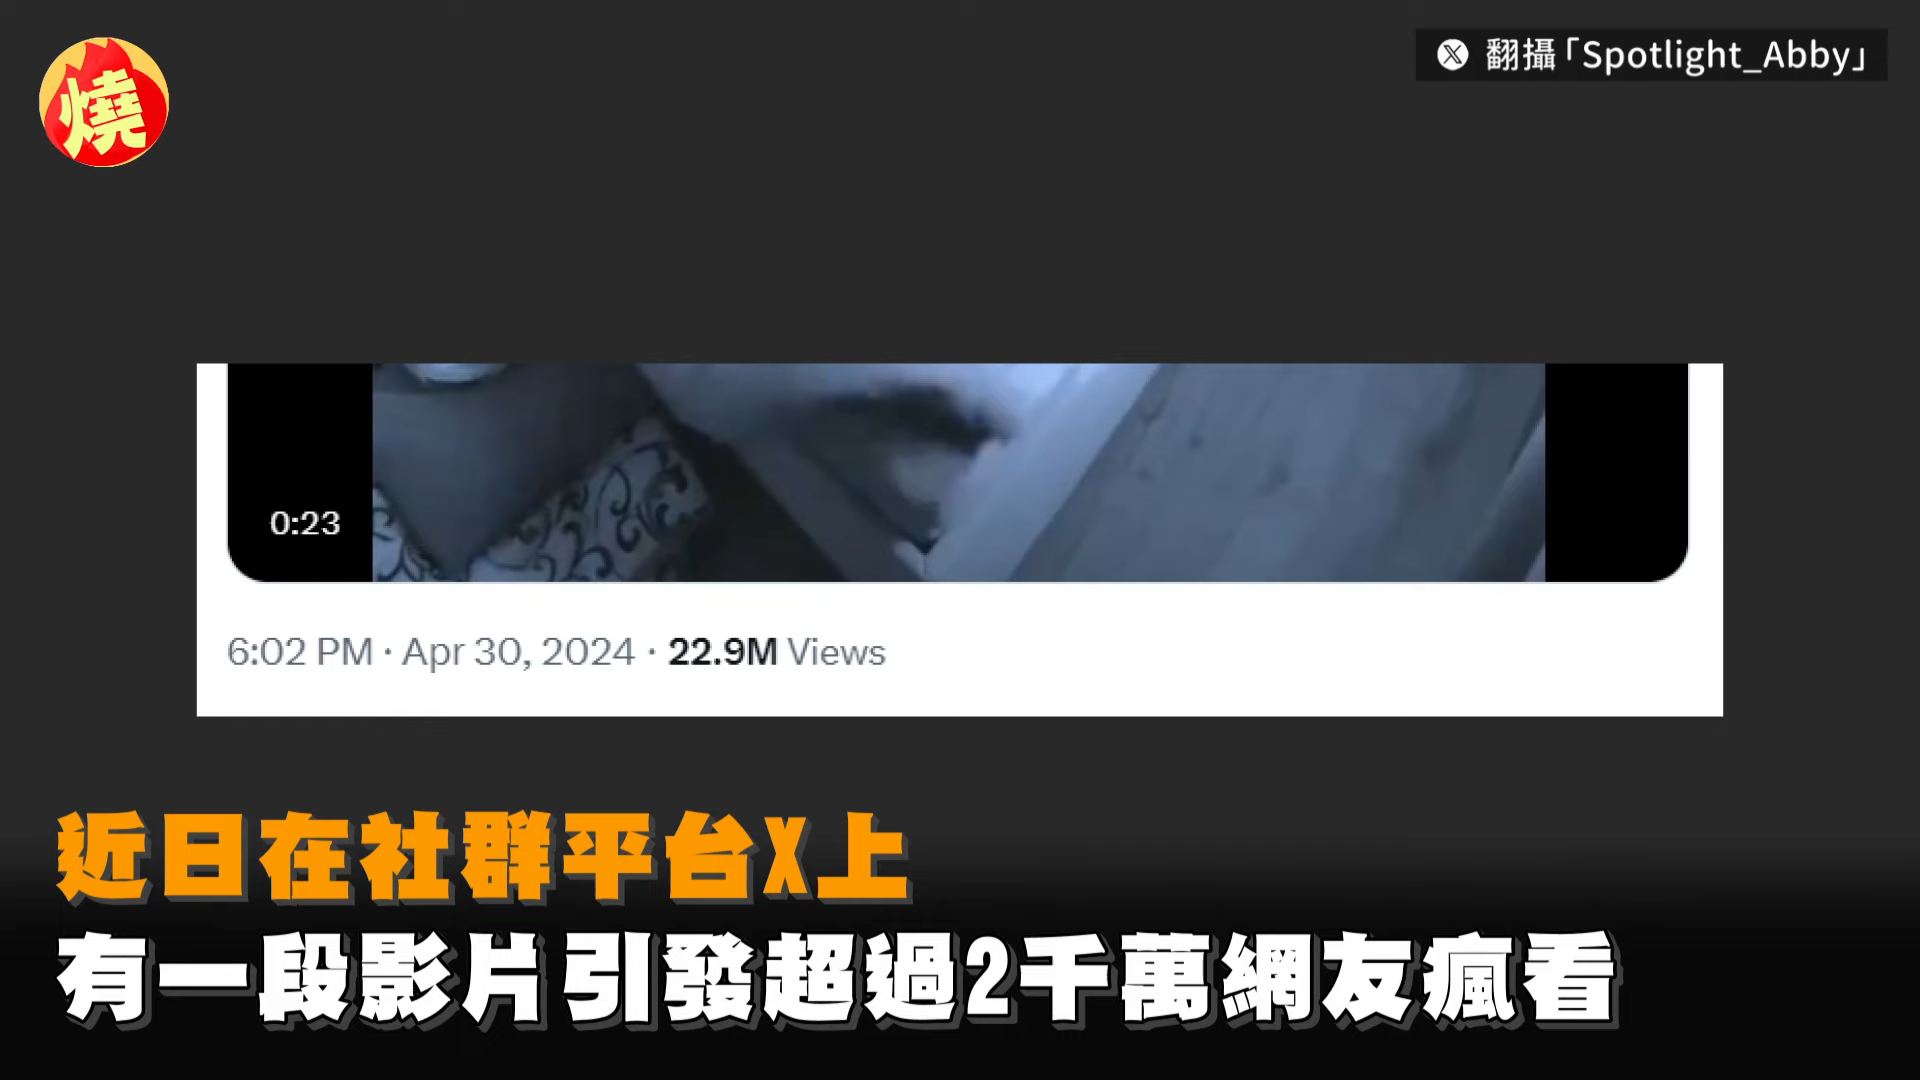 燒
翻攝「Spotlight_Abby」
0:23
6:02 PM · Apr 30, 2024 · 22.9M Views
近日在社群平台X上
有一段影片引發超過2千萬網友瘋看